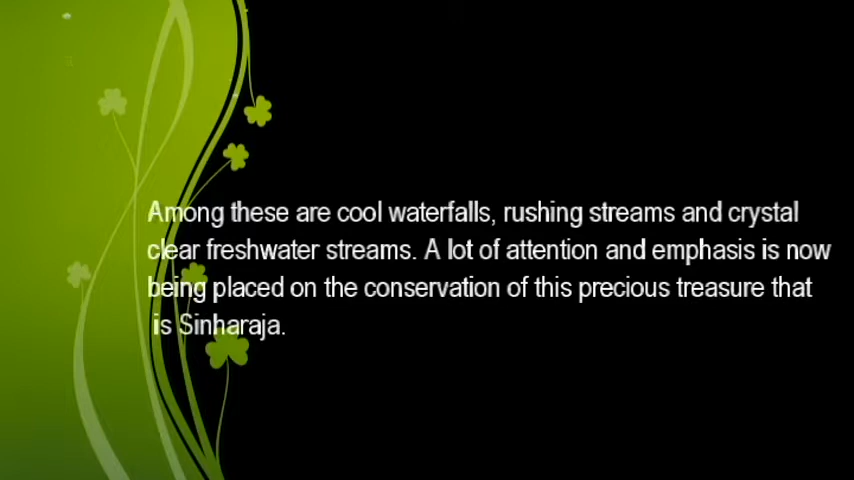 Among these are cool waterfalls, rushing streams and crystal
clear freshwater streams. A lot of attention and emphasis is now
being placed on the conservation of this precious treasure that
is Sinharaja.